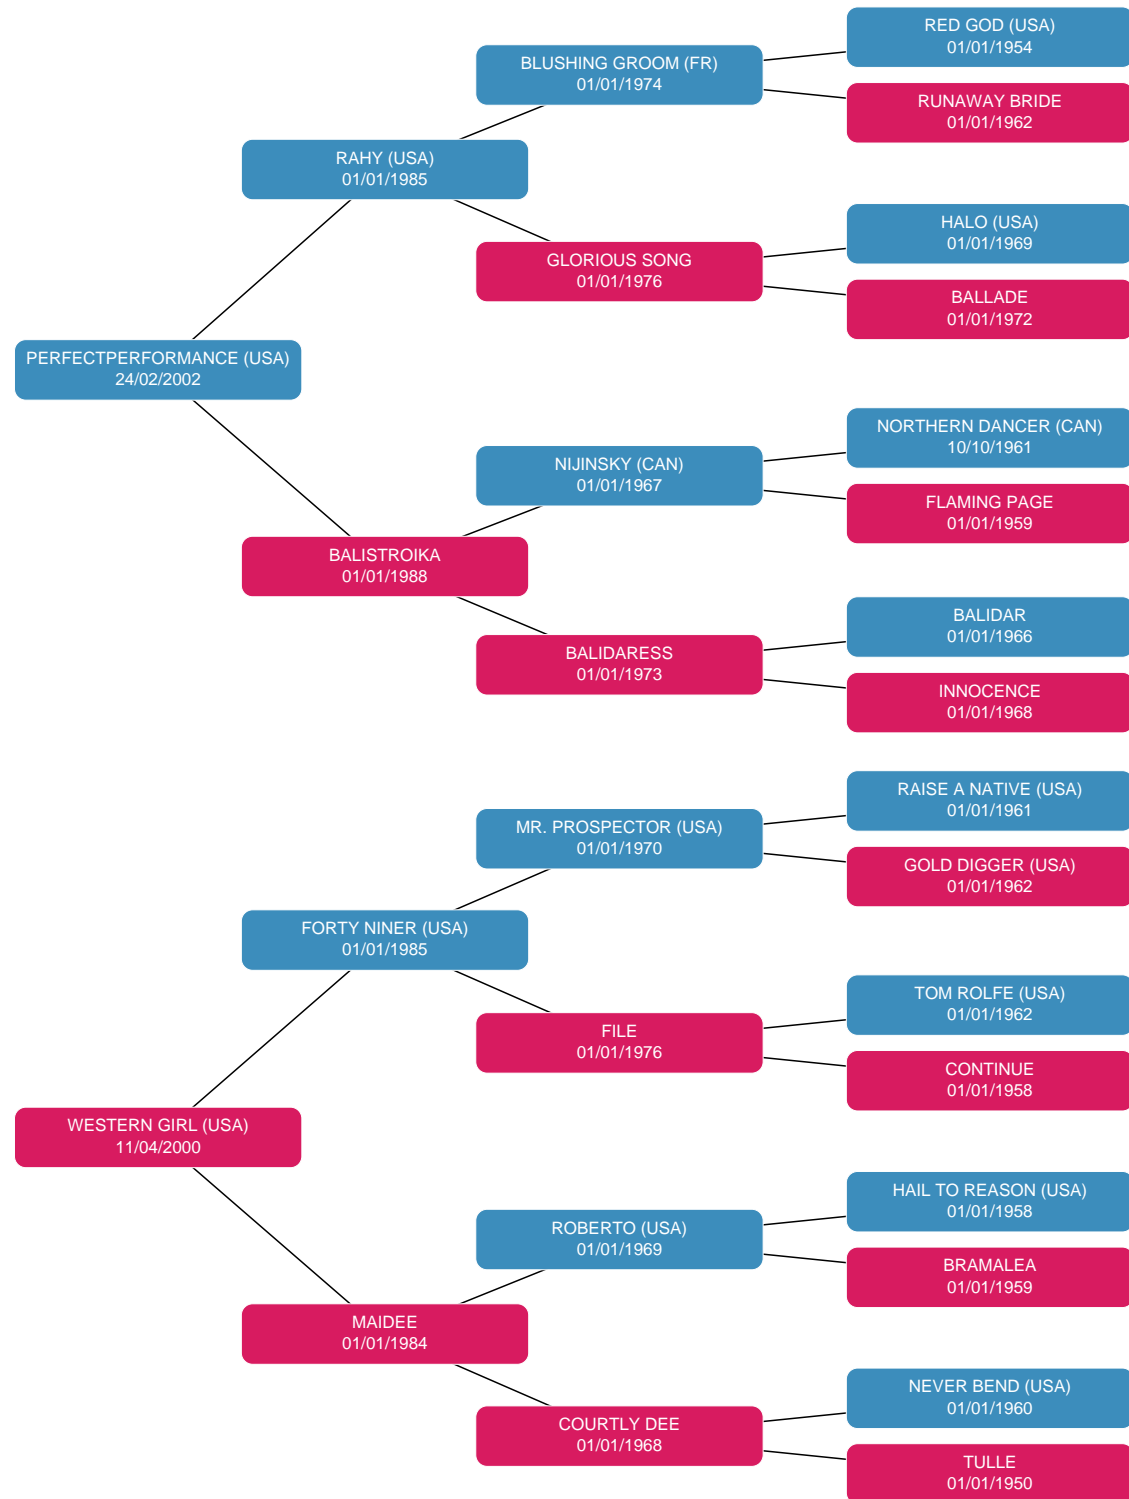 RED GOD (USA)
01/01/1954
BLUSHING GROOM (FR)
01/01/1974
RUNAWAY BRIDE
01/01/1962
RAHY (USA)
01/01/1985
HALO (USA)
01/01/1969
GLORIOUS SONG
01/01/1976
BALLADE
01/01/1972
PERFECTPERFORMANCE (USA)
24/02/2002
NORTHERN DANCER (CAN)
10/10/1961
NIJINSKY (CAN)
01/01/1967
FLAMING PAGE
01/01/1959
BALISTROIKA
01/01/1988
BALIDAR
01/01/1966
BALIDARESS
01/01/1973
INNOCENCE
01/01/1968
RAISE A NATIVE (USA)
01/01/1961
MR. PROSPECTOR (USA)
01/01/1970
GOLD DIGGER (USA)
01/01/1962
FORTY NINER (USA)
01/01/1985
TOM ROLFE (USA)
01/01/1962
FILE
01/01/1976
CONTINUE
01/01/1958
WESTERN GIRL (USA)
11/04/2000
HAIL TO REASON (USA)
01/01/1958
ROBERTO (USA)
01/01/1969
BRAMALEA
01/01/1959
MAIDEE
01/01/1984
NEVER BEND (USA)
01/01/1960
COURTLY DEE
01/01/1968
TULLE
01/01/1950